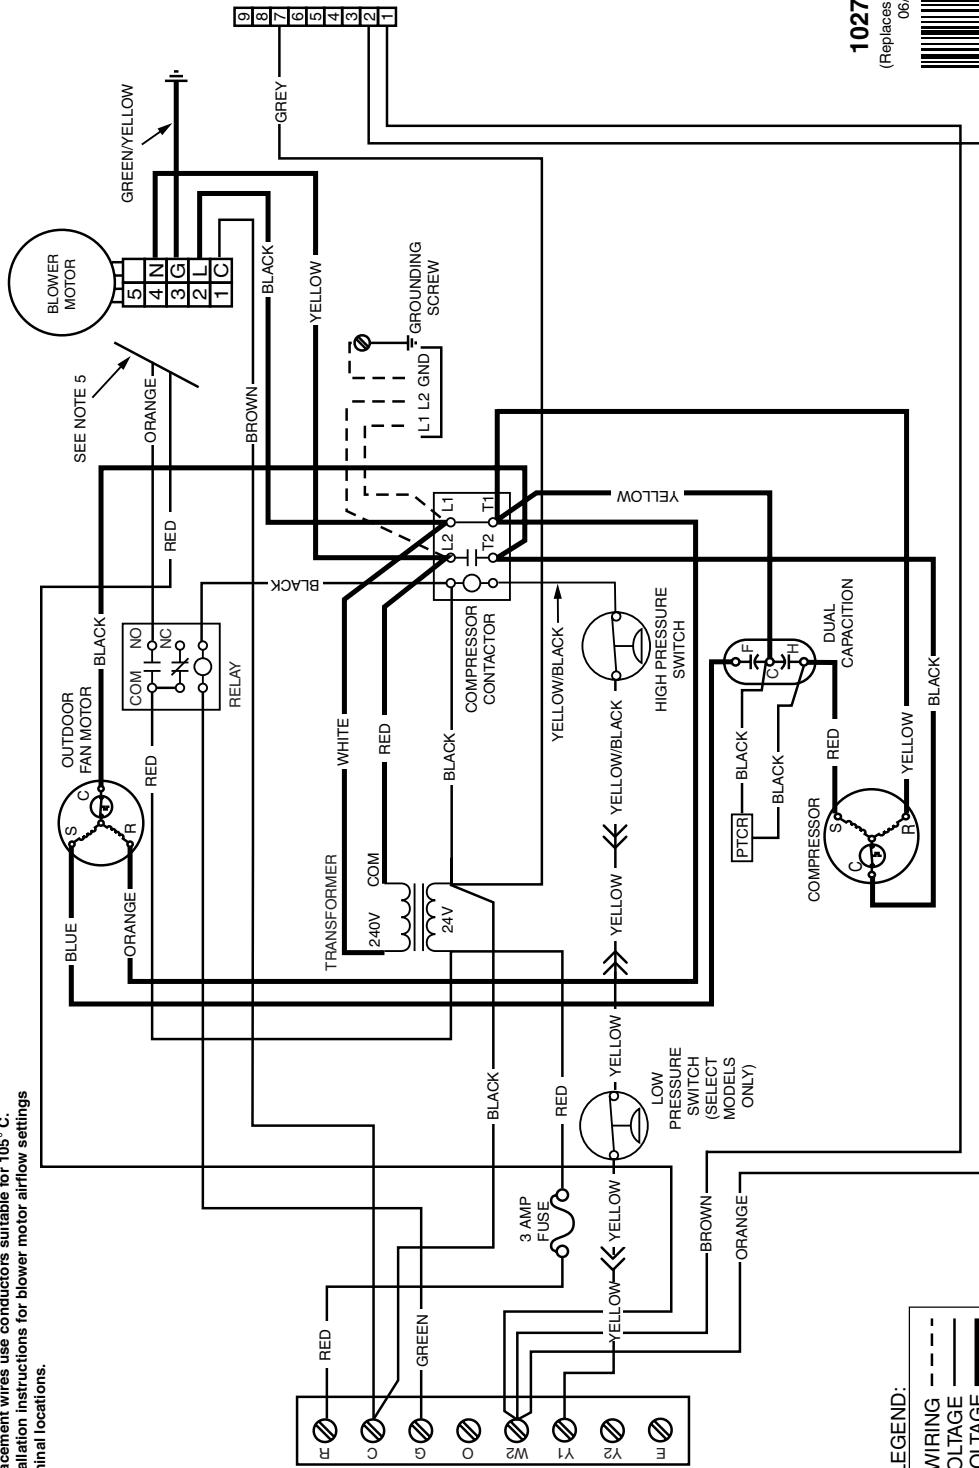 acement wires use conductors suitable for 105° C.
allation instructions for blower motor airflow settings
ninal locations.
9
8
7
6
5
4
3
2
1
GREY
1027
(Replaces
06/
GREEN/YELLOW
BLOWER
MOTOR
5
4 N
3 G
2 L
1 C
BLACK
YELLOW
GROUNDING
SCREW
L1 L2 GND
SEE NOTE 5
ORANGE
RED
BROWN
BLACK
COM
NO
NC
RELAY
BLACK
L1
T1
L2
T2
COMPRESSOR
CONTACTOR
YELLOW
YELLOW/BLACK
HIGH PRESSURE
SWITCH
F
C
H
DUAL
CAPACITION
BLACK
OUTDOOR
FAN MOTOR
C
S
R
RED
WHITE
RED
BLACK
YELLOW/BLACK
BLACK
BLACK
PTCR
RED
YELLOW
COMPRESSOR
S
C
R
BLUE
ORANGE
TRANSFORMER
COM
240V
24V
YELLOW
YELLOW
LOW
PRESSURE
SWITCH
(SELECT
MODELS
ONLY)
BLACK
RED
3 AMP
FUSE
YELLOW
YELLOW
BROWN
ORANGE
RED
GREEN
R
C
G
O
W2
Y1
Y2
E
LEGEND:
WIRING
OLTAGE
OLTAGE